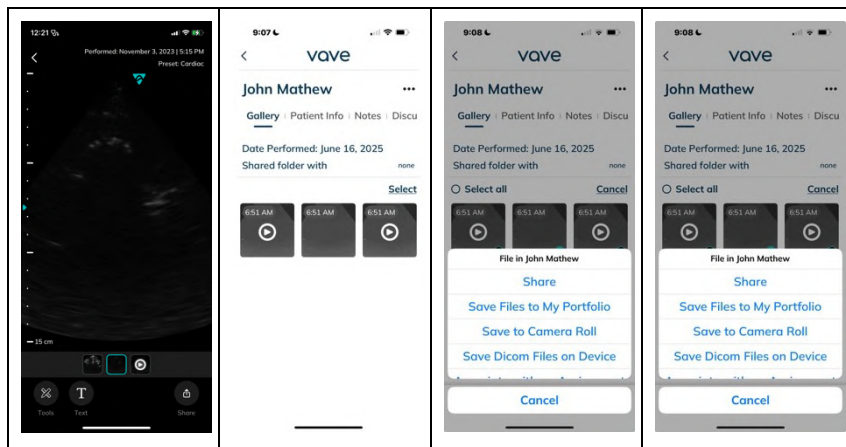 12:21
Performed: November 3, 2023 | 5:15 PM
Preset: Cardiac
15 cm
Tools
Text
Share
9:07
vave
John Mathew
Gallery | Patient Info | Notes | Discu
Date Performed: June 16, 2025
Shared folder with none
Select
6:51 AM 6:51 AM 6:51 AM
9:08
vave
John Mathew
Gallery | Patient Info | Notes | Discu
Date Performed: June 16, 2025
Shared folder with none
Select all Cancel
6:51 AM 6:51 AM 6:51 AM
File in John Mathew
Share
Save Files to My Portfolio
Save to Camera Roll
Save Dicom Files on Device
Cancel
9:08
vave
John Mathew
Gallery | Patient Info | Notes | Discu
Date Performed: June 16, 2025
Shared folder with none
Select all Cancel
6:51 AM 6:51 AM 6:51 AM
File in John Mathew
Share
Save Files to My Portfolio
Save to Camera Roll
Save Dicom Files on Device
Cancel